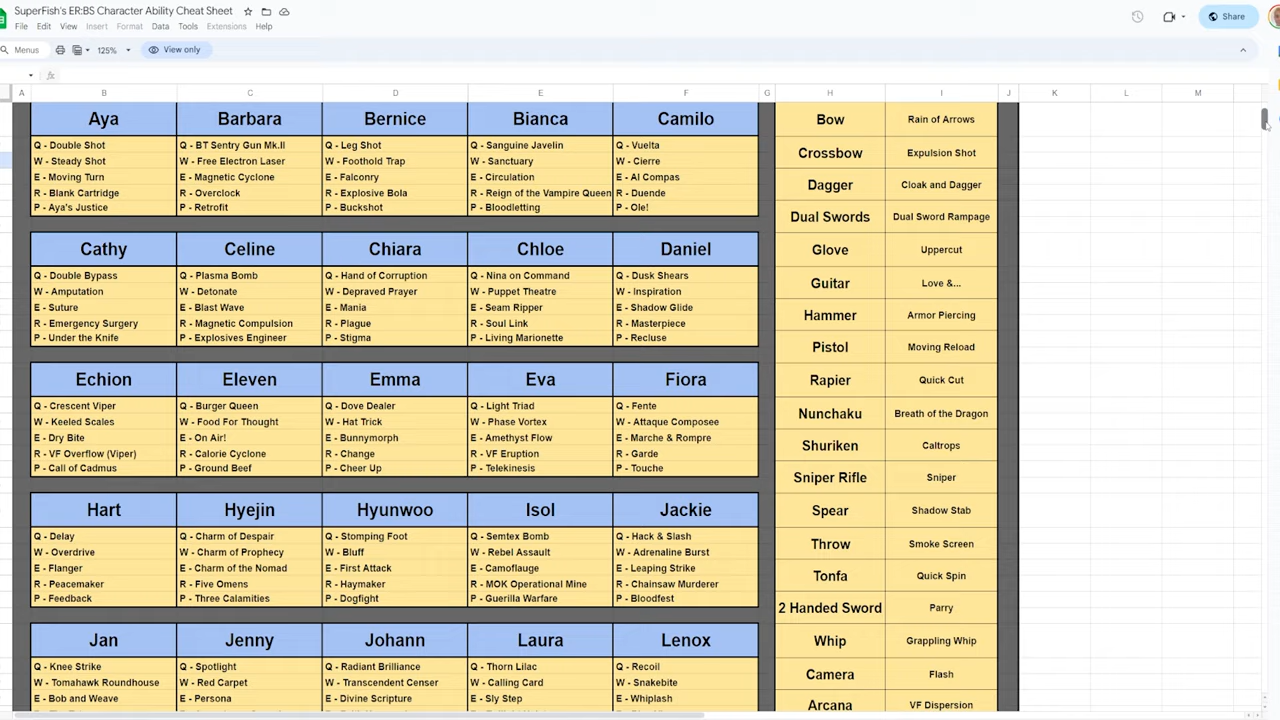 SuperFish's ER:BS Character Ability Cheat Sheet
File Edit View Insert Format Data Tools Extensions Help
Share
Menus 125% View only
fx
A B C D E F G H I J K L M
Aya Barbara Bernice Bianca Camilo
Q - Double Shot Q - BT Sentry Gun Mk.II Q - Leg Shot Q - Sanguine Javelin Q - Vuelta
W - Steady Shot W - Free Electron Laser W - Foothold Trap W - Sanctuary W - Cierre
E - Moving Turn E - Magnetic Cyclone E - Falconry E - Circulation E - Al Compas
R - Blank Cartridge R - Overclock R - Explosive Bola R - Reign of the Vampire Queen R - Duende
P - Aya's Justice P - Retrofit P - Buckshot P - Bloodletting P - Ole!
Cathy Celine Chiara Chloe Daniel
Q - Double Bypass Q - Plasma Bomb Q - Hand of Corruption Q - Nina on Command Q - Dusk Shears
W - Amputation W - Detonate W - Depraved Prayer W - Puppet Theatre W - Inspiration
E - Suture E - Blast Wave E - Mania E - Seam Ripper E - Shadow Glide
R - Emergency Surgery R - Magnetic Compulsion R - Plague R - Soul Link R - Masterpiece
P - Under the Knife P - Explosives Engineer P - Stigma P - Living Marionette P - Recluse
Echion Eleven Emma Eva Fiora
Q - Crescent Viper Q - Burger Queen Q - Dove Dealer Q - Light Triad Q - Fente
W - Keeled Scales W - Food For Thought W - Hat Trick W - Phase Vortex W - Attaque Composee
E - Dry Bite E - On Air! E - Bunnymorph E - Amethyst Flow E - Marche & Rompre
R - VF Overflow (Viper) R - Calorie Cyclone R - Change R - VF Eruption R - Garde
P - Call of Cadmus P - Ground Beef P - Cheer Up P - Telekinesis P - Touche
Hart Hyejin Hyunwoo Isol Jackie
Q - Delay Q - Charm of Despair Q - Stomping Foot Q - Semtex Bomb Q - Hack & Slash
W - Overdrive W - Charm of Prophecy W - Bluff W - Rebel Assault W - Adrenaline Burst
E - Flanger E - Charm of the Nomad E - First Attack E - Camoflauge E - Leaping Strike
R - Peacemaker R - Five Omens R - Haymaker R - MOK Operational Mine R - Chainsaw Murderer
P - Feedback P - Three Calamities P - Dogfight P - Guerilla Warfare P - Bloodfest
Jan Jenny Johann Laura Lenox
Q - Knee Strike Q - Spotlight Q - Radiant Brilliance Q - Thorn Lilac Q - Recoil
W - Tomahawk Roundhouse W - Red Carpet W - Transcendent Censer W - Calling Card W - Snakebite
E - Bob and Weave E - Persona E - Divine Scripture E - Sly Step E - Whiplash
Bow Rain of Arrows
Crossbow Expulsion Shot
Dagger Cloak and Dagger
Dual Swords Dual Sword Rampage
Glove Uppercut
Guitar Love &...
Hammer Armor Piercing
Pistol Moving Reload
Rapier Quick Cut
Nunchaku Breath of the Dragon
Shuriken Caltrops
Sniper Rifle Sniper
Spear Shadow Stab
Throw Smoke Screen
Tonfa Quick Spin
2 Handed Sword Parry
Whip Grappling Whip
Camera Flash
Arcana VF Dispersion